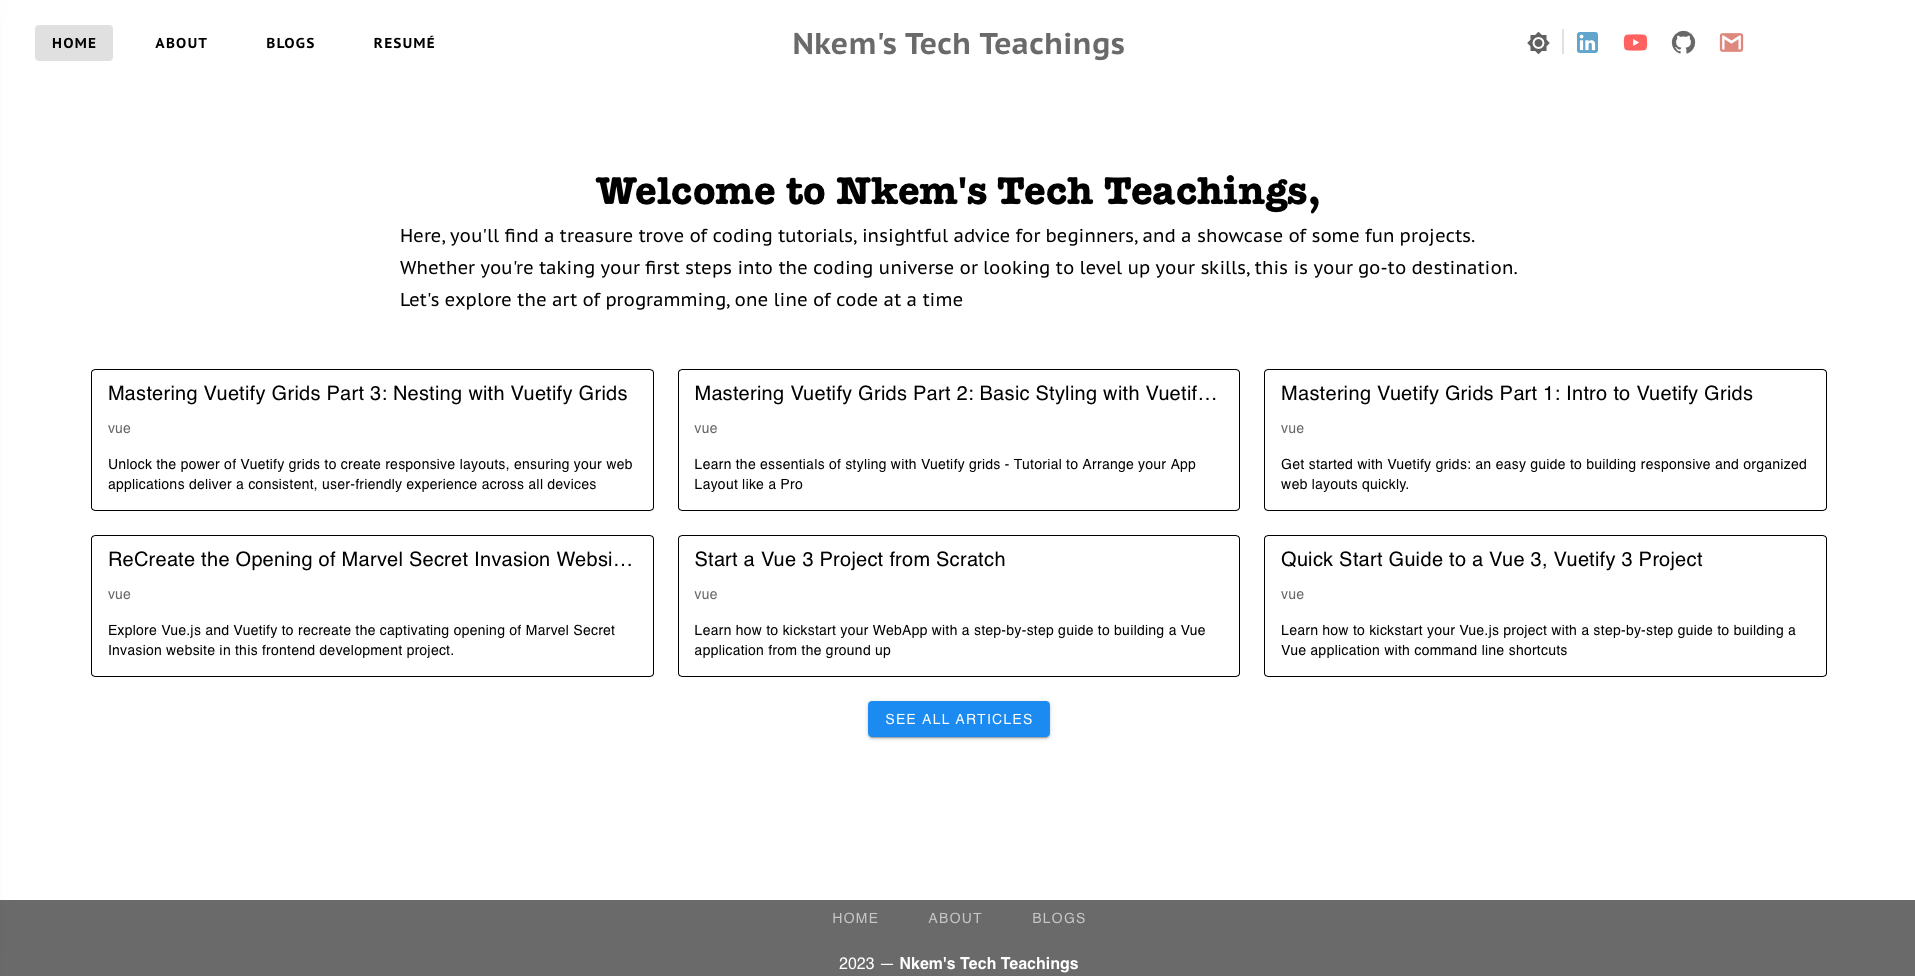 HOME
ABOUT
BLOGS
RESUMÉ
Nkem's Tech Teachings
in
Welcome to Nkem's Tech Teachings,
Here, you'll find a treasure trove of coding tutorials, insightful advice for beginners, and a showcase of some fun projects.
Whether you're taking your first steps into the coding universe or looking to level up your skills, this is your go-to destination.
Let's explore the art of programming, one line of code at a time
Mastering Vuetify Grids Part 3: Nesting with Vuetify Grids
vue
Unlock the power of Vuetify grids to create responsive layouts, ensuring your web
applications deliver a consistent, user-friendly experience across all devices
Mastering Vuetify Grids Part 2: Basic Styling with Vuetif...
vue
Learn the essentials of styling with Vuetify grids - Tutorial to Arrange your App
Layout like a Pro
Mastering Vuetify Grids Part 1: Intro to Vuetify Grids
vue
Get started with Vuetify grids: an easy guide to building responsive and organized
web layouts quickly.
ReCreate the Opening of Marvel Secret Invasion Websi...
vue
Explore Vue.js and Vuetify to recreate the captivating opening of Marvel Secret
Invasion website in this frontend development project.
Start a Vue 3 Project from Scratch
vue
Learn how to kickstart your WebApp with a step-by-step guide to building a Vue
application from the ground up
Quick Start Guide to a Vue 3, Vuetify 3 Project
vue
Learn how to kickstart your Vue.js project with a step-by-step guide to building a
Vue application with command line shortcuts
SEE ALL ARTICLES
HOME
ABOUT
BLOGS
2023 — Nkem's Tech Teachings